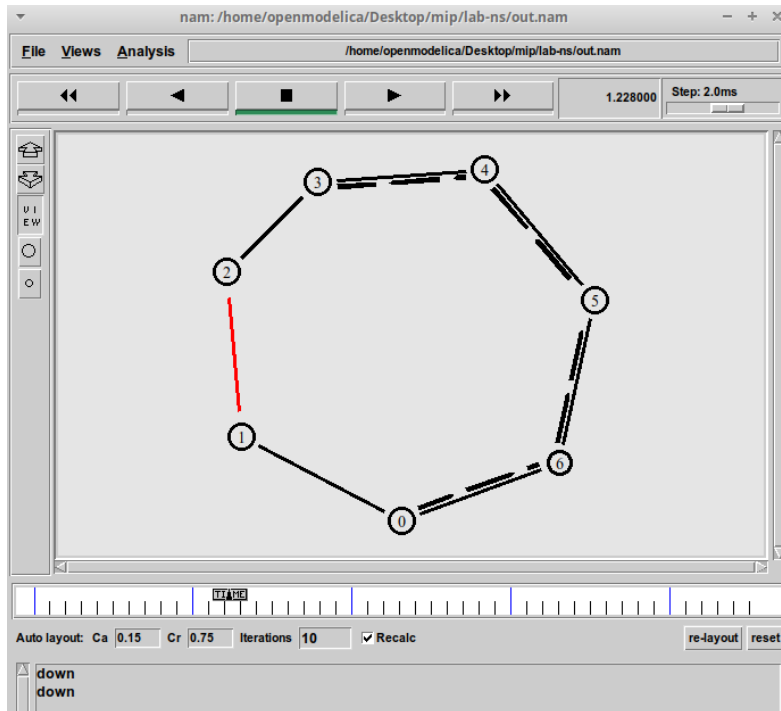 nam: /home/openmodelica/Desktop/mip/lab-ns/out.nam
File Views Analysis /home/openmodelica/Desktop/mip/lab-ns/out.nam
1.228000 Step: 2.0ms
3
4
VI
EW
2
5
1
6
0
TIME
Auto layout: Ca 0.15 Cr 0.75 Iterations 10 Recalc re-layout reset
down
down